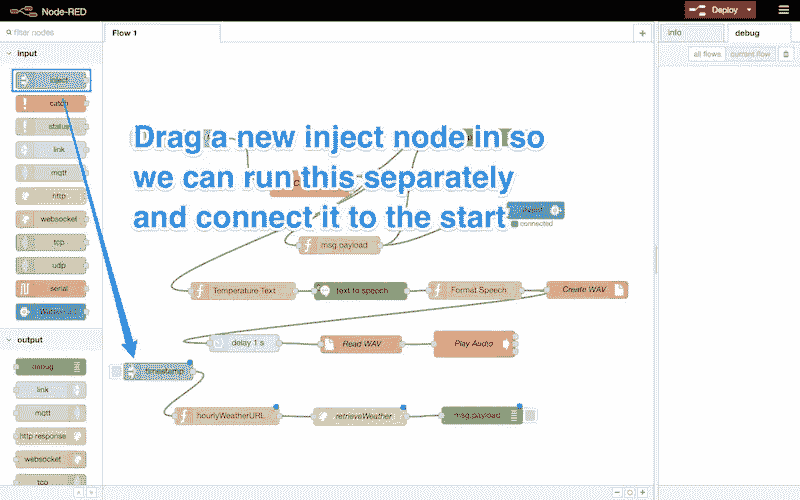 Node-RED
Deploy
filter nodes
Flow 1
info
debug
all flows
current flow
input
inject
catch
status
link
mqtt
http
websocket
tcp
udp
serial
output
debug
link
mqtt
http response
websocket
tcp
Drag a new inject node in so
we can run this separately
and connect it to the start
connected
msg.payload
Temperature Text
text to speech
Format Speech
Create WAV
delay 1 s
Read WAV
Play Audio
timestamp
hourlyWeatherURL
retrieveWeather
msg.payload